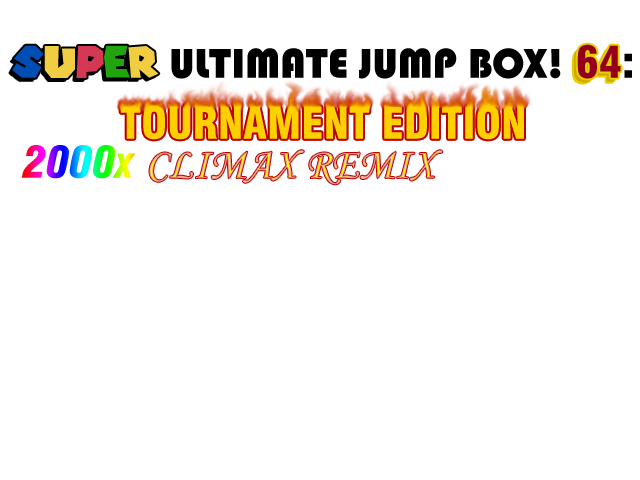 SUPER ULTIMATE JUMP BOX! 64:
TOURNAMENT EDITION
2000x CLIMAX REMIX